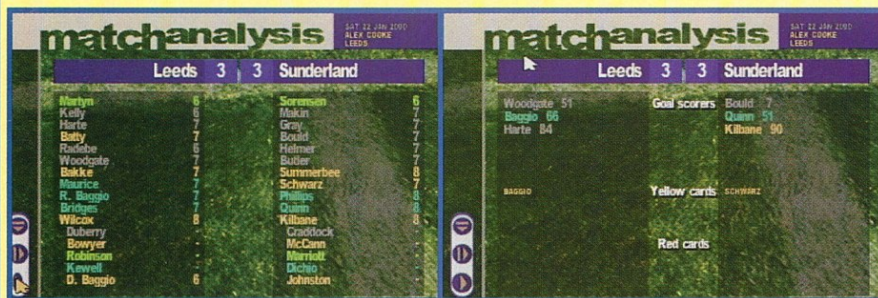 matchanalysis
SAT 22 JAN 2000
ALEX COOKE
LEEDS
Leeds 3 3 Sunderland
Martyn 6 Sorensen 6
Kelly 6 Makin 7
Harte 7 Gray 7
Batty 7 Bould 7
Radebe 6 Helmer 7
Woodgate 7 Butler 7
Bakke 7 Summerbee 8
Maurice 7 Schwarz 7
R. Baggio 7 Phillips 8
Bridges 7 Quinn 8
Wilcox 8 Kilbane 8
Duberry - Craddock -
Bowyer - McCann -
Robinson - Marriott -
Kewell - Dichio -
D. Baggio 6 Johnston -
matchanalysis
SAT 22 JAN 2000
ALEX COOKE
LEEDS
Leeds 3 3 Sunderland
Woodgate 51 Goal scorers Bould 7
Baggio 66 Quinn 51
Harte 84 Kilbane 90
BAGGIO Yellow cards SCHWARZ
Red cards